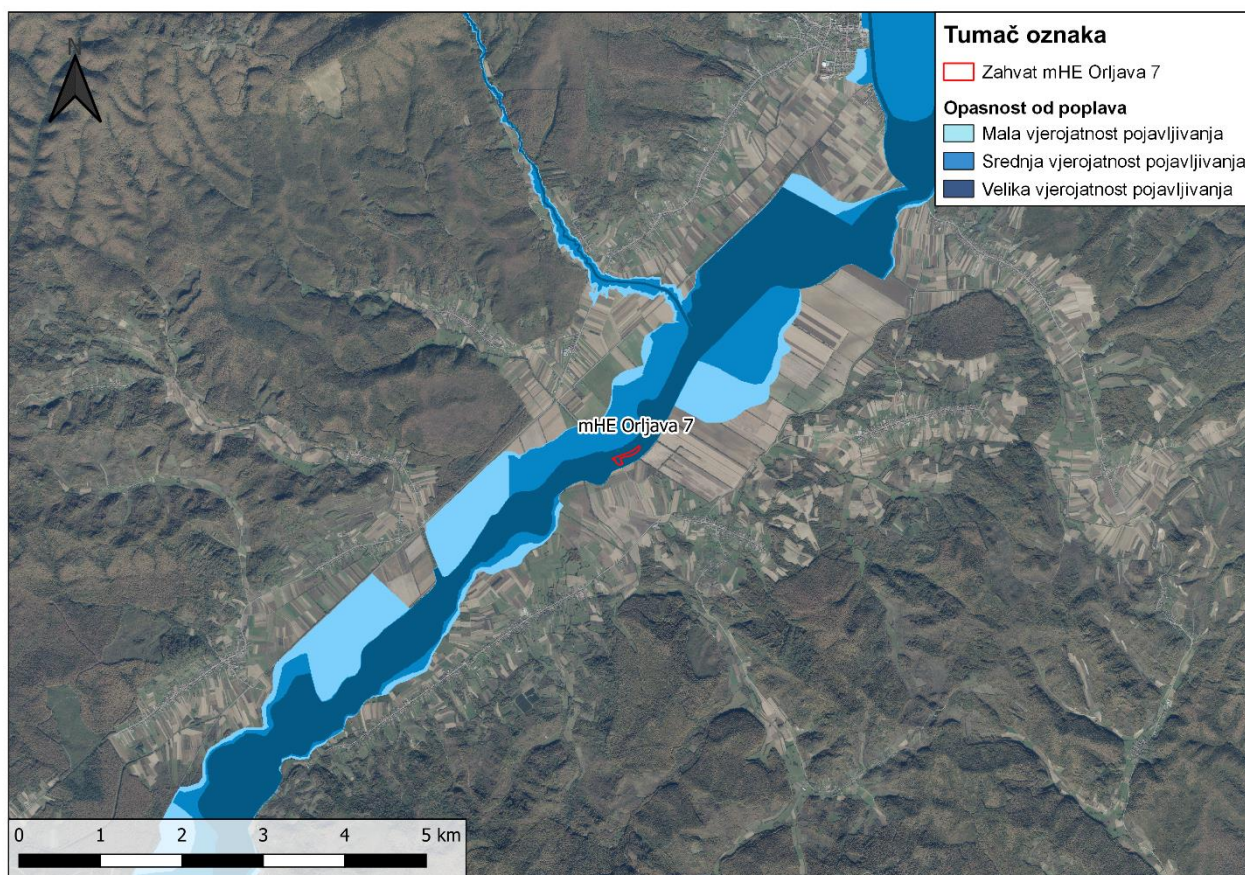 N
Tumač oznaka
Zahvat mHE Orljava 7
Opasnost od poplava
Mala vjerojatnost pojavljivanja
Srednja vjerojatnost pojavljivanja
Velika vjerojatnost pojavljivanja
mHE Orljava 7
0 1 2 3 4 5 km